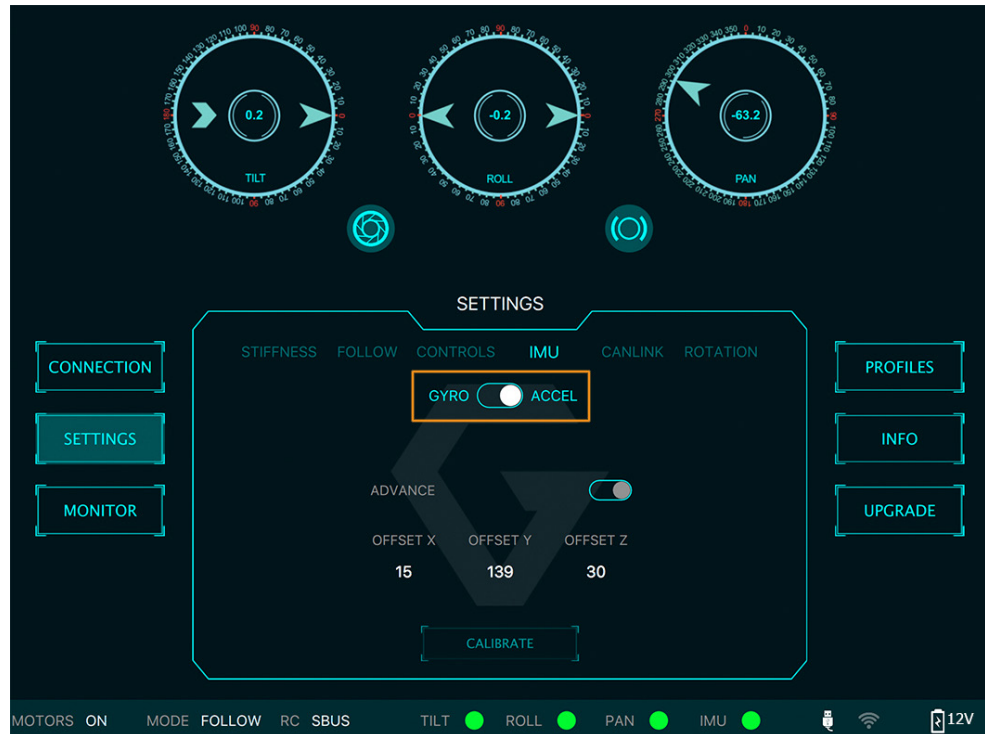 0.2
TILT
-0.2
ROLL
-63.2
PAN
SETTINGS
STIFFNESS FOLLOW CONTROLS IMU CANLINK ROTATION
GYRO ACCEL
CONNECTION
SETTINGS
MONITOR
PROFILES
INFO
UPGRADE
ADVANCE
OFFSET X OFFSET Y OFFSET Z
15 139 30
CALIBRATE
MOTORS ON MODE FOLLOW RC SBUS TILT ROLL PAN IMU 12V